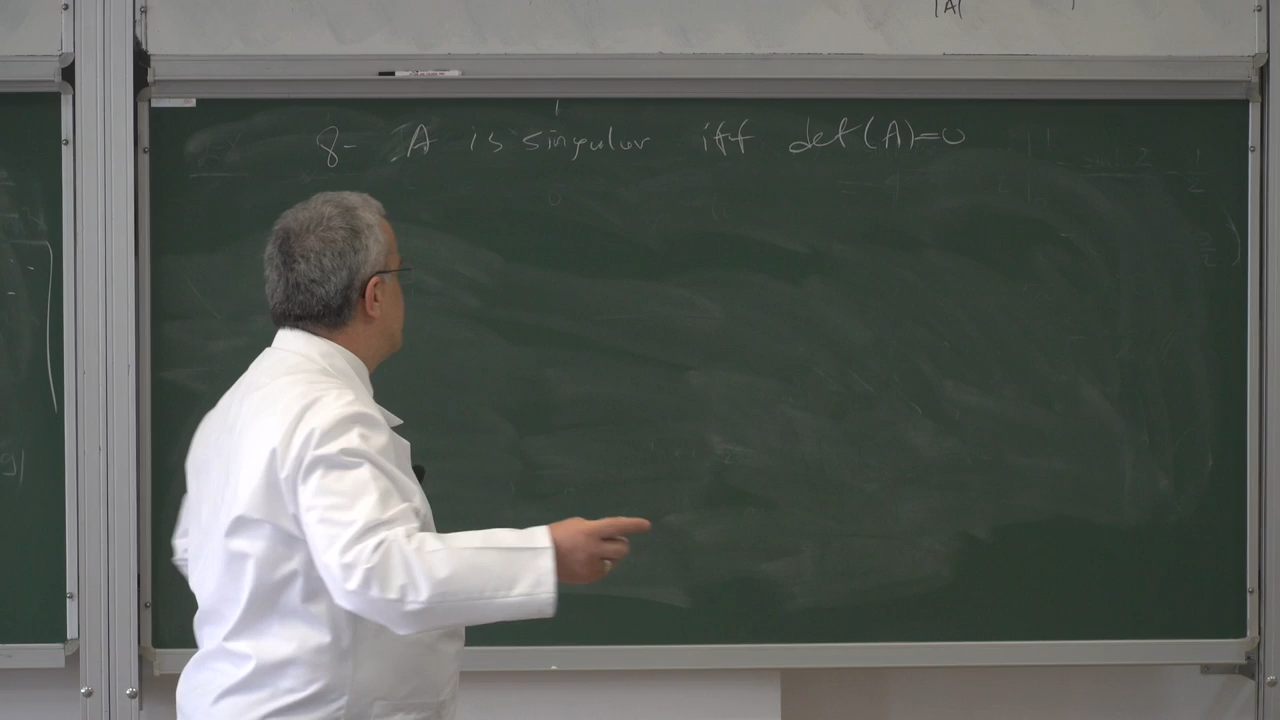 |A|
8- A is singular iff det(A)=0